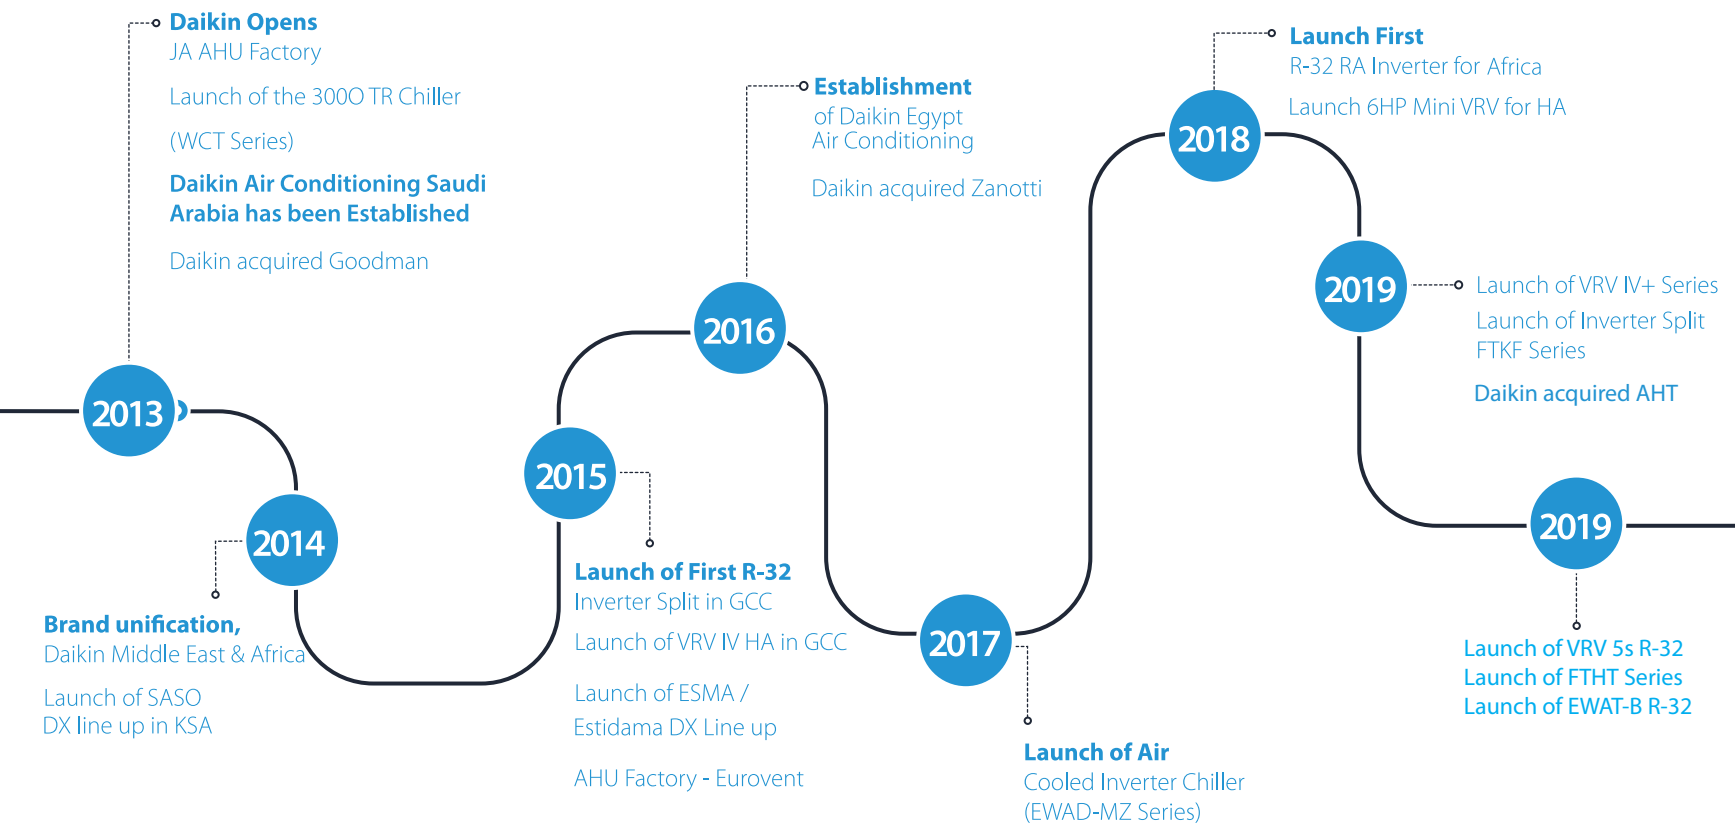 Daikin Opens
JA AHU Factory
Launch of the 300O TR Chiller
(WCT Series)
Daikin Air Conditioning Saudi
Arabia has been Established
Daikin acquired Goodman
2013
2014
Brand unification,
Daikin Middle East & Africa
Launch of SASO
DX line up in KSA
2015
Launch of First R-32
Inverter Split in GCC
Launch of VRV IV HA in GCC
Launch of ESMA /
Estidama DX Line up
AHU Factory - Eurovent
Establishment
of Daikin Egypt
Air Conditioning
Daikin acquired Zanotti
2016
2017
Launch of Air
Cooled Inverter Chiller
(EWAD-MZ Series)
Launch First
R-32 RA Inverter for Africa
Launch 6HP Mini VRV for HA
2018
2019
Launch of VRV IV+ Series
Launch of Inverter Split
FTKF Series
Daikin acquired AHT
2019
Launch of VRV 5s R-32
Launch of FTHT Series
Launch of EWAT-B R-32